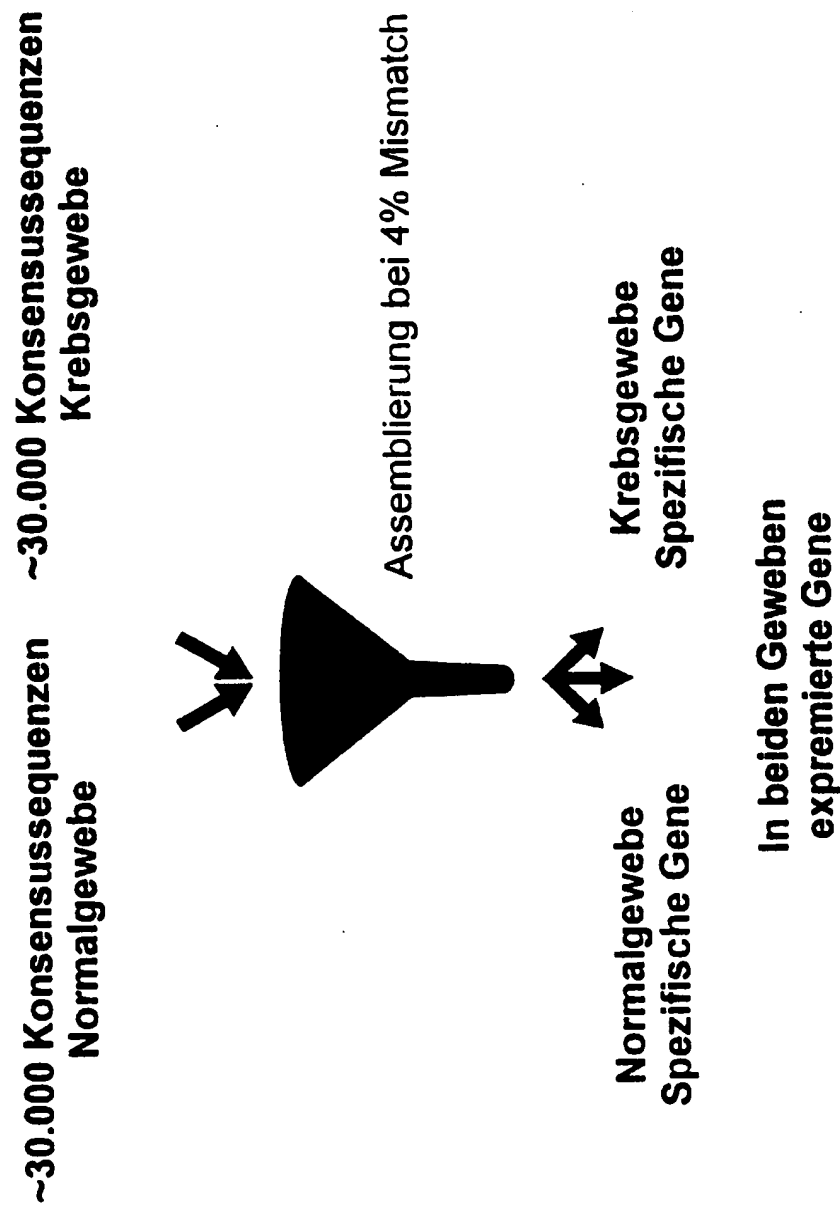 ~30.000 Konsensussequenzen
Normalgewebe
~30.000 Konsensussequenzen
Krebsgewebe
Assemblierung bei 4% Mismatch
Normalgewebe
Spezifische Gene
Krebsgewebe
Spezifische Gene
In beiden Geweben
expremierte Gene